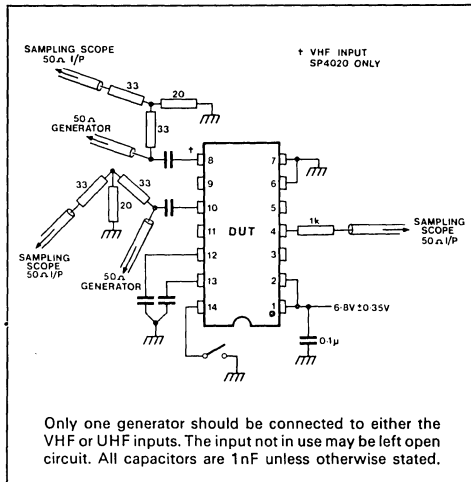 SAMPLING SCOPE
50Ω I/P
33
20
† VHF INPUT
SP4020 ONLY
50Ω
GENERATOR
33
†
8
7
9
6
33
33
10
5
20
11
DUT
4
1k
SAMPLING
SCOPE
50Ω I/P
SAMPLING
SCOPE
50Ω I/P
50Ω
GENERATOR
12
3
13
2
14
1
6·8V ±0·35V
0·1μ
Only one generator should be connected to either the
VHF or UHF inputs. The input not in use may be left open
circuit. All capacitors are 1nF unless otherwise stated.